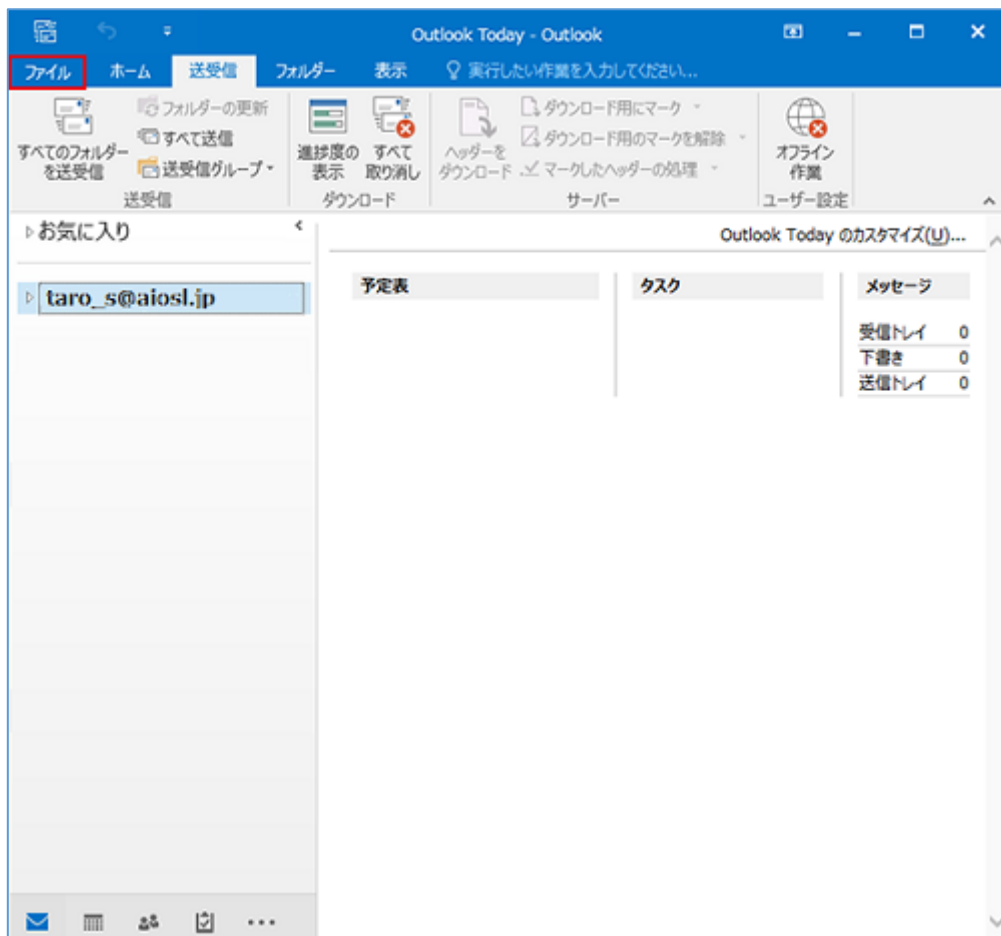 Outlook Today - Outlook
ファイル ホーム 送受信 フォルダー 表示 実行したい作業を入力してください...
すべてのフォルダー
を送受信
フォルダーの更新
すべて送信
送受信グループ
送受信
進捗度の
表示
すべて
取り消し
ダウンロード
ヘッダーを
ダウンロード
ダウンロード用にマーク
ダウンロード用のマークを解除
マークしたヘッダーの処理
サーバー
オフライン
作業
ユーザー設定
お気に入り
taro_s@aiosl.jp
Outlook Today のカスタマイズ(U)...
予定表 タスク メッセージ
受信トレイ 0
下書き 0
送信トレイ 0